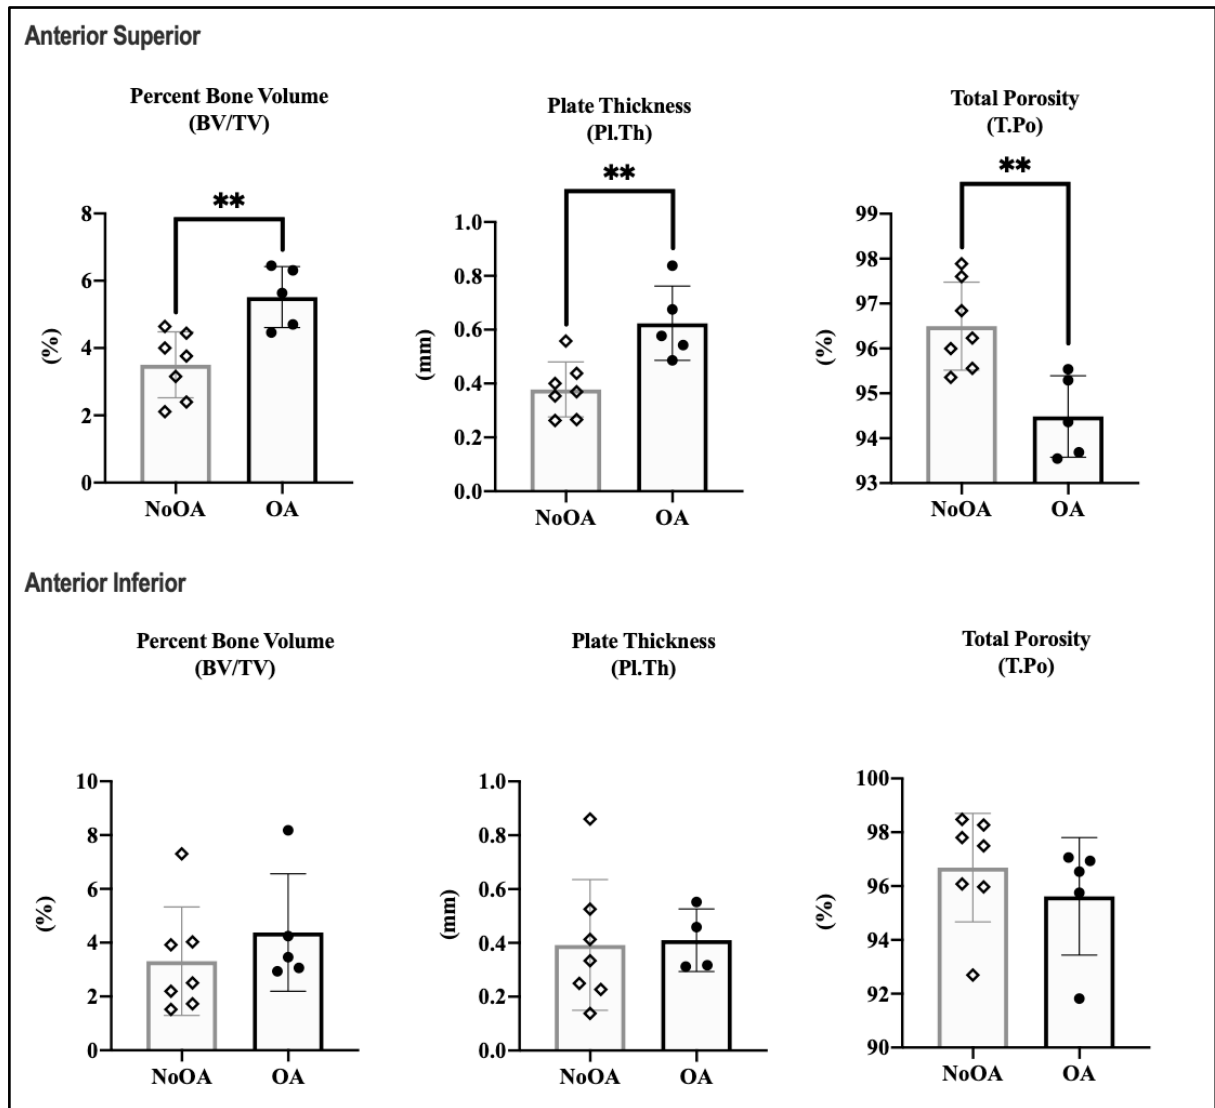 Anterior Superior
Percent Bone Volume
(BV/TV)
**
(%)
8
6
4
2
0
NoOA OA
Plate Thickness
(Pl.Th)
**
(mm)
1.0
0.8
0.6
0.4
0.2
0.0
NoOA OA
Total Porosity
(T.Po)
**
(%)
99
98
97
96
95
94
93
NoOA OA
Anterior Inferior
Percent Bone Volume
(BV/TV)
(%)
10
8
6
4
2
0
NoOA OA
Plate Thickness
(Pl.Th)
(mm)
1.0
0.8
0.6
0.4
0.2
0.0
NoOA OA
Total Porosity
(T.Po)
(%)
100
98
96
94
92
90
NoOA OA